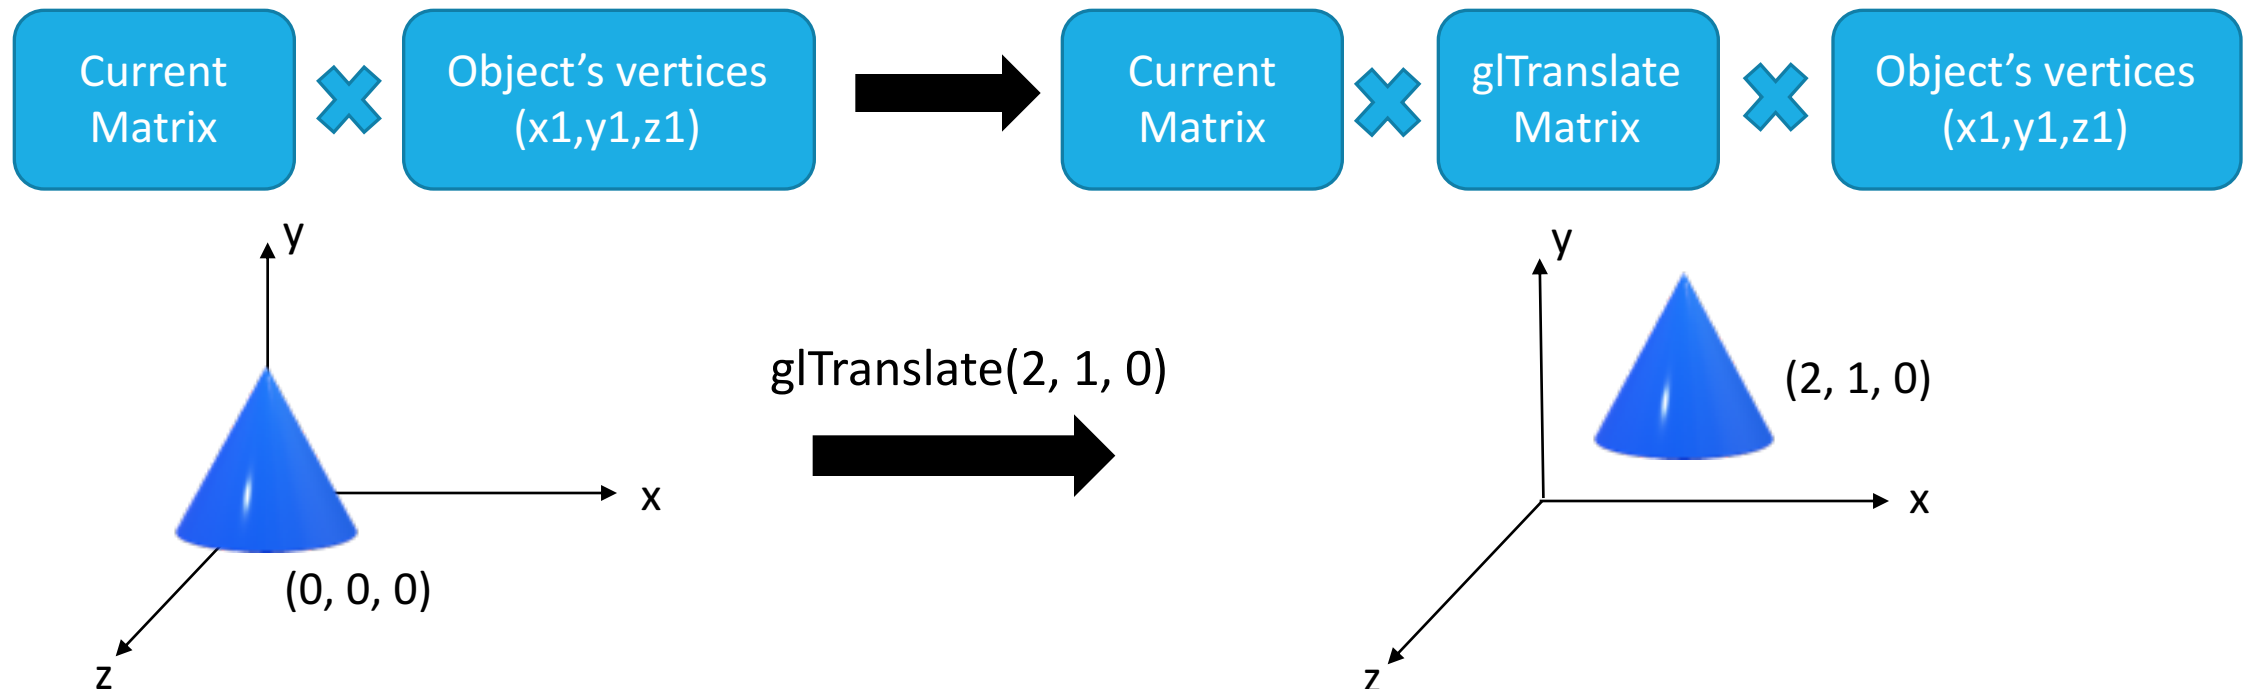 Current
Matrix
Object’s vertices
(x1,y1,z1)
Current
Matrix
glTranslate
Matrix
Object’s vertices
(x1,y1,z1)
y
x
z
(0, 0, 0)
glTranslate(2, 1, 0)
y
(2, 1, 0)
x
z